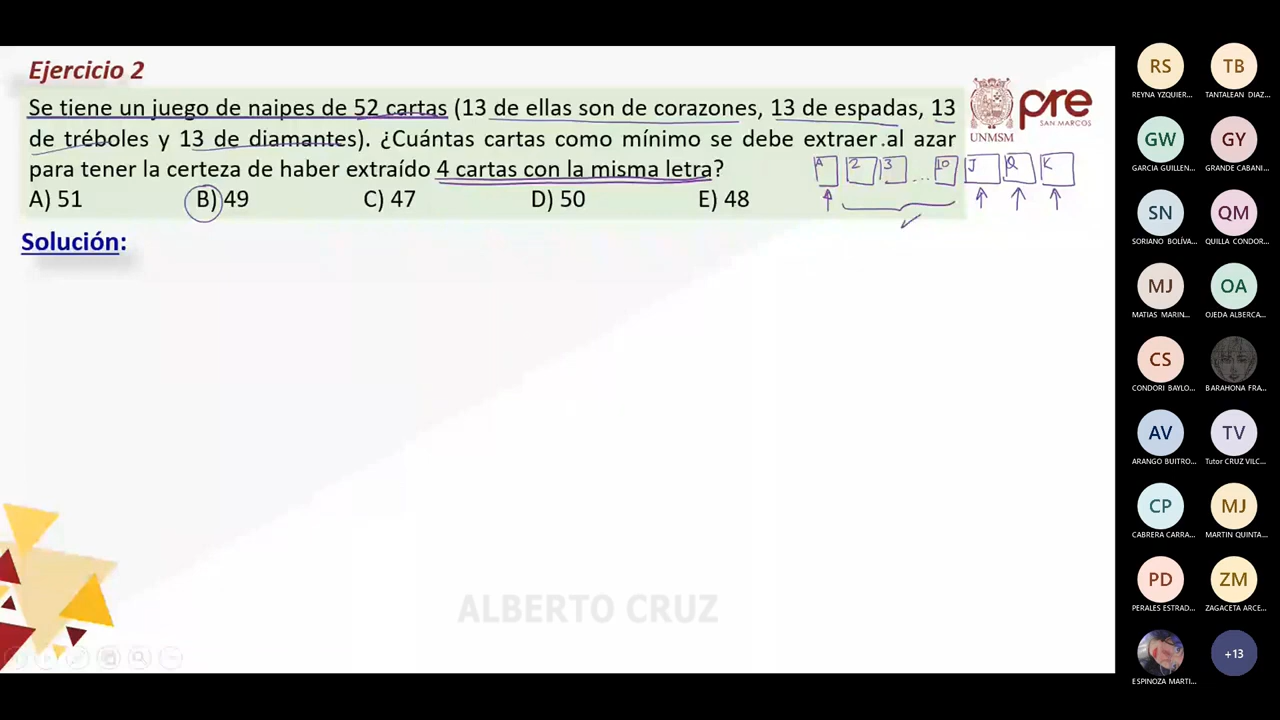 Ejercicio 2
Se tiene un juego de naipes de 52 cartas (13 de ellas son de corazones, 13 de espadas, 13
de tréboles y 13 de diamantes). ¿Cuántas cartas como mínimo se debe extraer al azar
para tener la certeza de haber extraído 4 cartas con la misma letra?
A) 51 B) 49 C) 47 D) 50 E) 48
A 2 3 ... 10 J Q K
UNMSM
pre
SAN MARCOS
Solución:
ALBERTO CRUZ
RS TB
REYNA YZQUIER... TANTALEAN DIAZ...
GW GY
GARCIA GUILLEN... GRANDE CABANI...
SN QM
SORIANO BOLÍVA... QUILLA CONDOR...
MJ OA
MATIAS MARIN... OJEDA ALBERCA...
CS
CONDORI BAYLO... BARAHONA FRA...
AV TV
ARANGO BUITRO... Tutor CRUZ VILC...
CP MJ
CABRERA CARRA... MARTIN QUINTA...
PD ZM
PERALES ESTRAD... ZAGACETA ARCE...
+13
ESPINOZA MARTI...